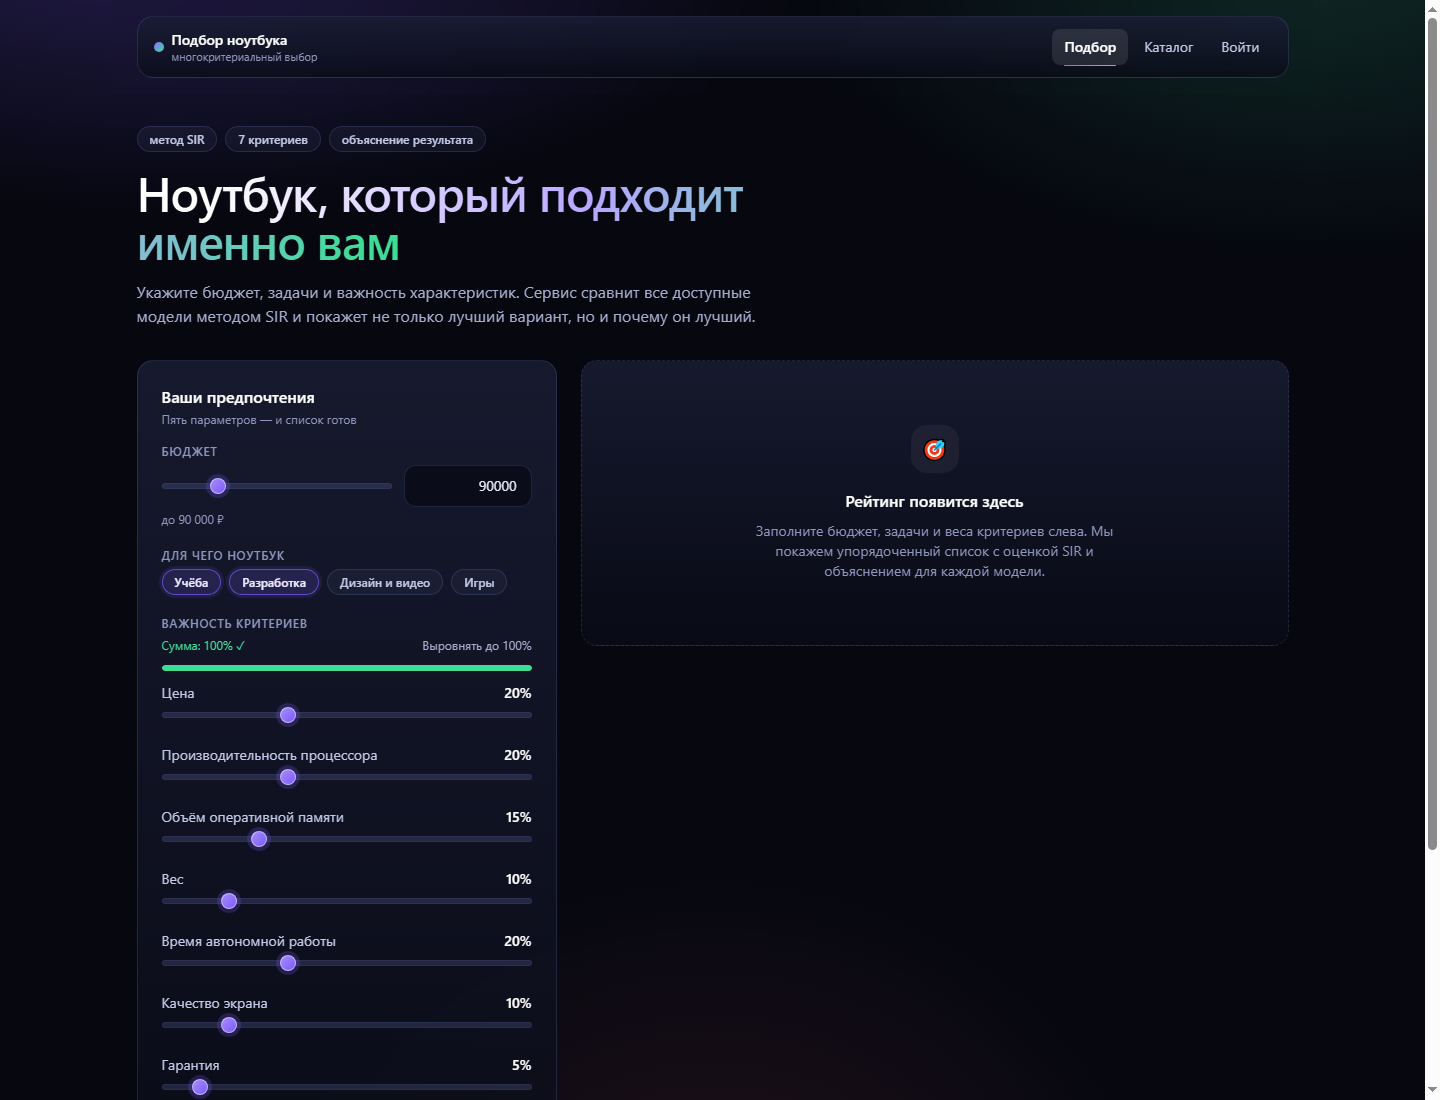 Подбор ноутбука
многокритериальный выбор
Подбор
Каталог
Войти
метод SIR
7 критериев
объяснение результата
Ноутбук, который подходит
именно вам
Укажите бюджет, задачи и важность характеристик. Сервис сравнит все доступные
модели методом SIR и покажет не только лучший вариант, но и почему он лучший.
Ваши предпочтения
Пять параметров — и список готов
БЮДЖЕТ
90000
до 90 000 ₽
ДЛЯ ЧЕГО НОУТБУК
Учёба
Разработка
Дизайн и видео
Игры
ВАЖНОСТЬ КРИТЕРИЕВ
Сумма: 100% ✓
Выровнять до 100%
Цена
20%
Производительность процессора
20%
Объём оперативной памяти
15%
Вес
10%
Время автономной работы
20%
Качество экрана
10%
Гарантия
5%
Рейтинг появится здесь
Заполните бюджет, задачи и веса критериев слева. Мы
покажем упорядоченный список с оценкой SIR и
объяснением для каждой модели.